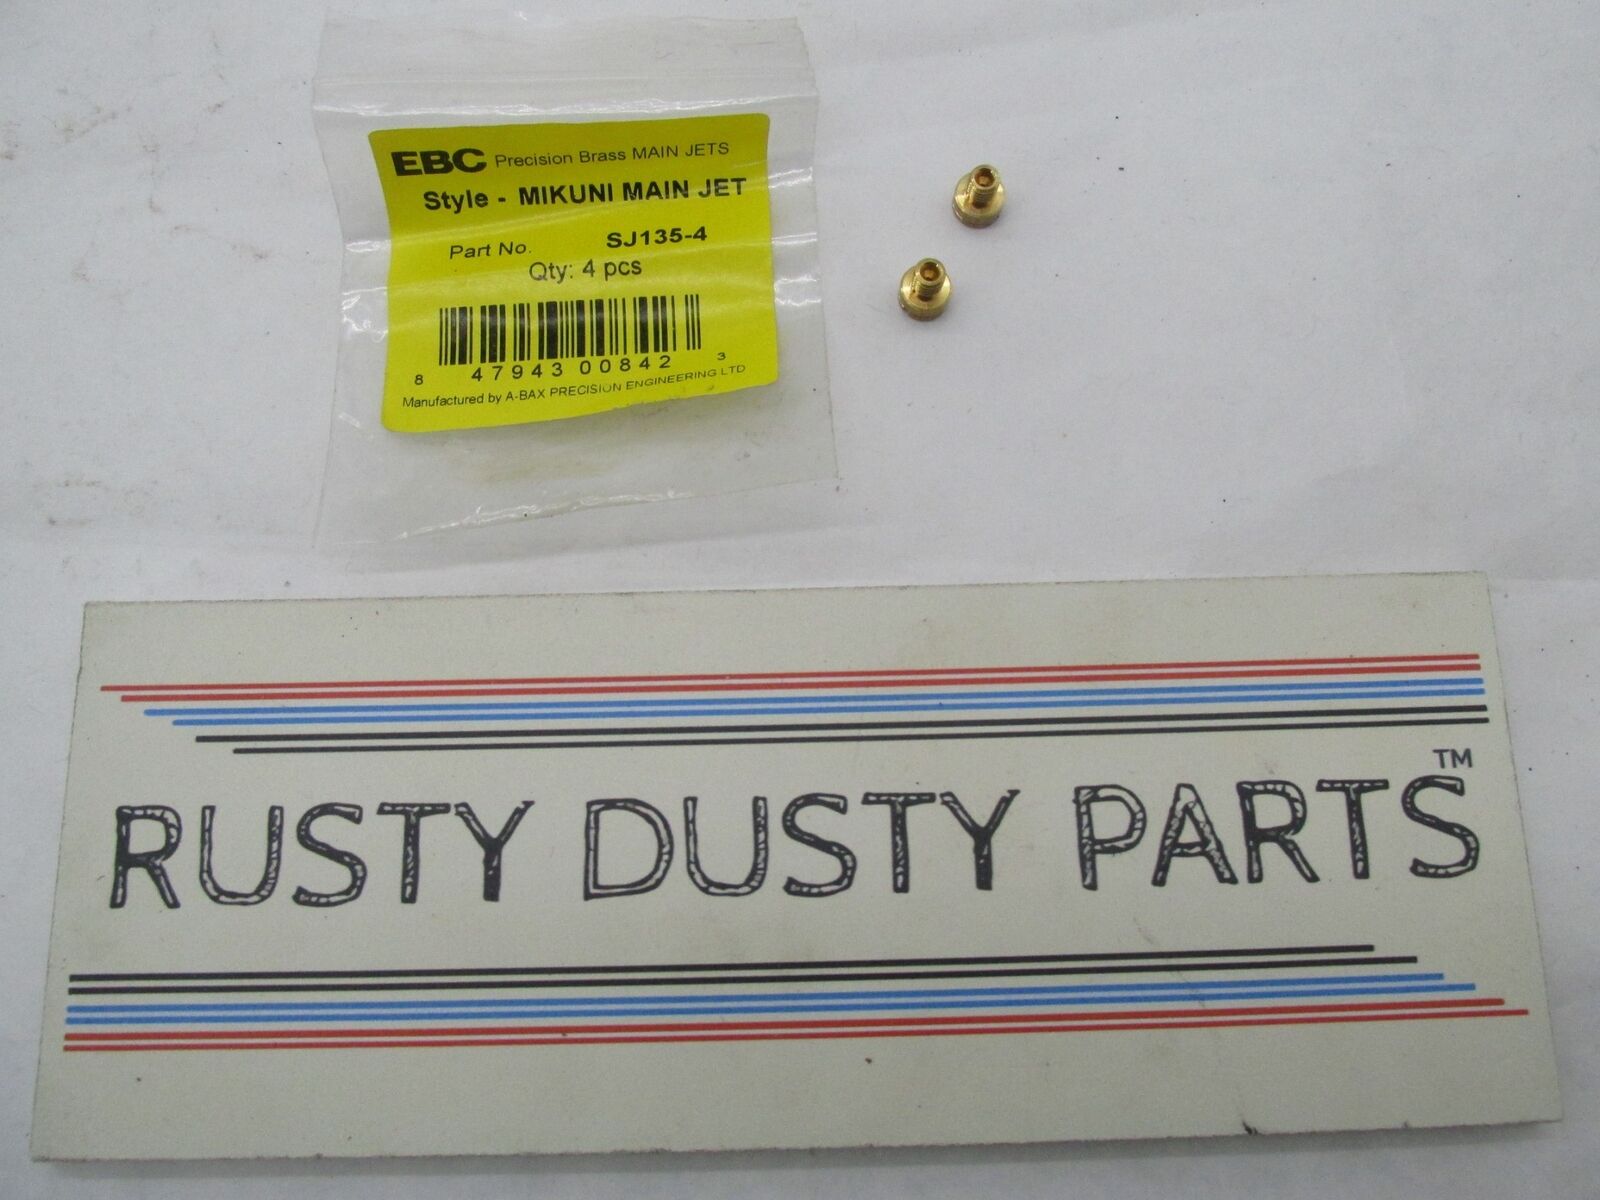 EBC Precision Brass MAIN JETS
Style - MIKUNI MAIN JET
Part No. SJ135-4
Qty: 4 pcs
8 47943 00842 3
Manufactured by A-BAX PRECISION ENGINEERING LTD
RUSTY DUSTY PARTS TM